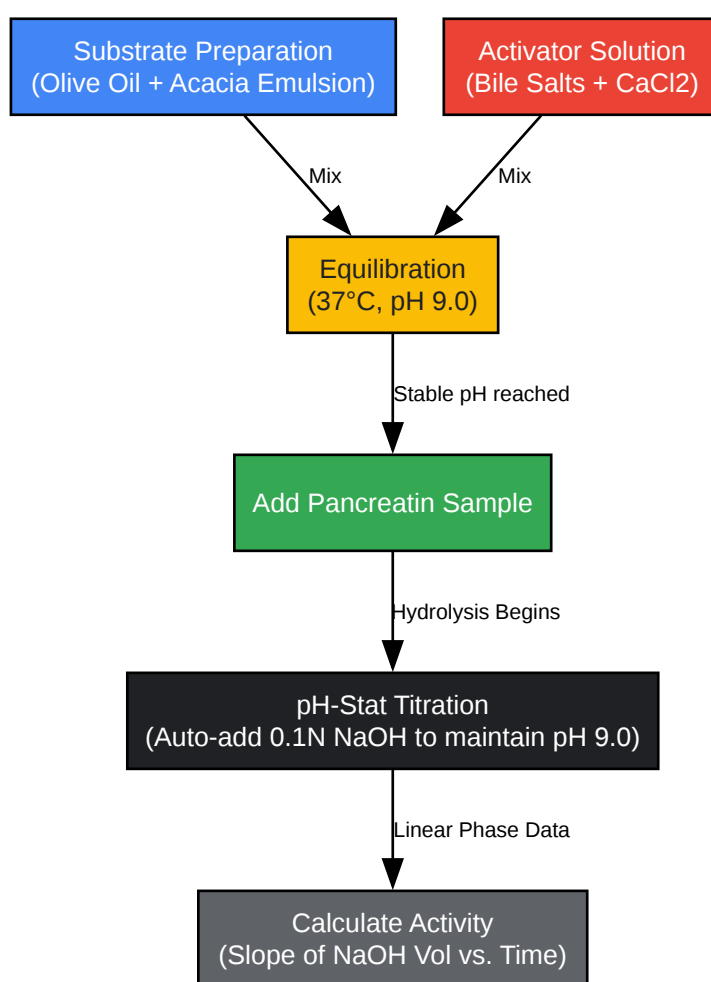 Substrate Preparation
(Olive Oil + Acacia Emulsion)
Activator Solution
(Bile Salts + CaCl2)
Mix
Mix
Equilibration
(37°C, pH 9.0)
Stable pH reached
Add Pancreatin Sample
Hydrolysis Begins
pH-Stat Titration
(Auto-add 0.1N NaOH to maintain pH 9.0)
Linear Phase Data
Calculate Activity
(Slope of NaOH Vol vs. Time)